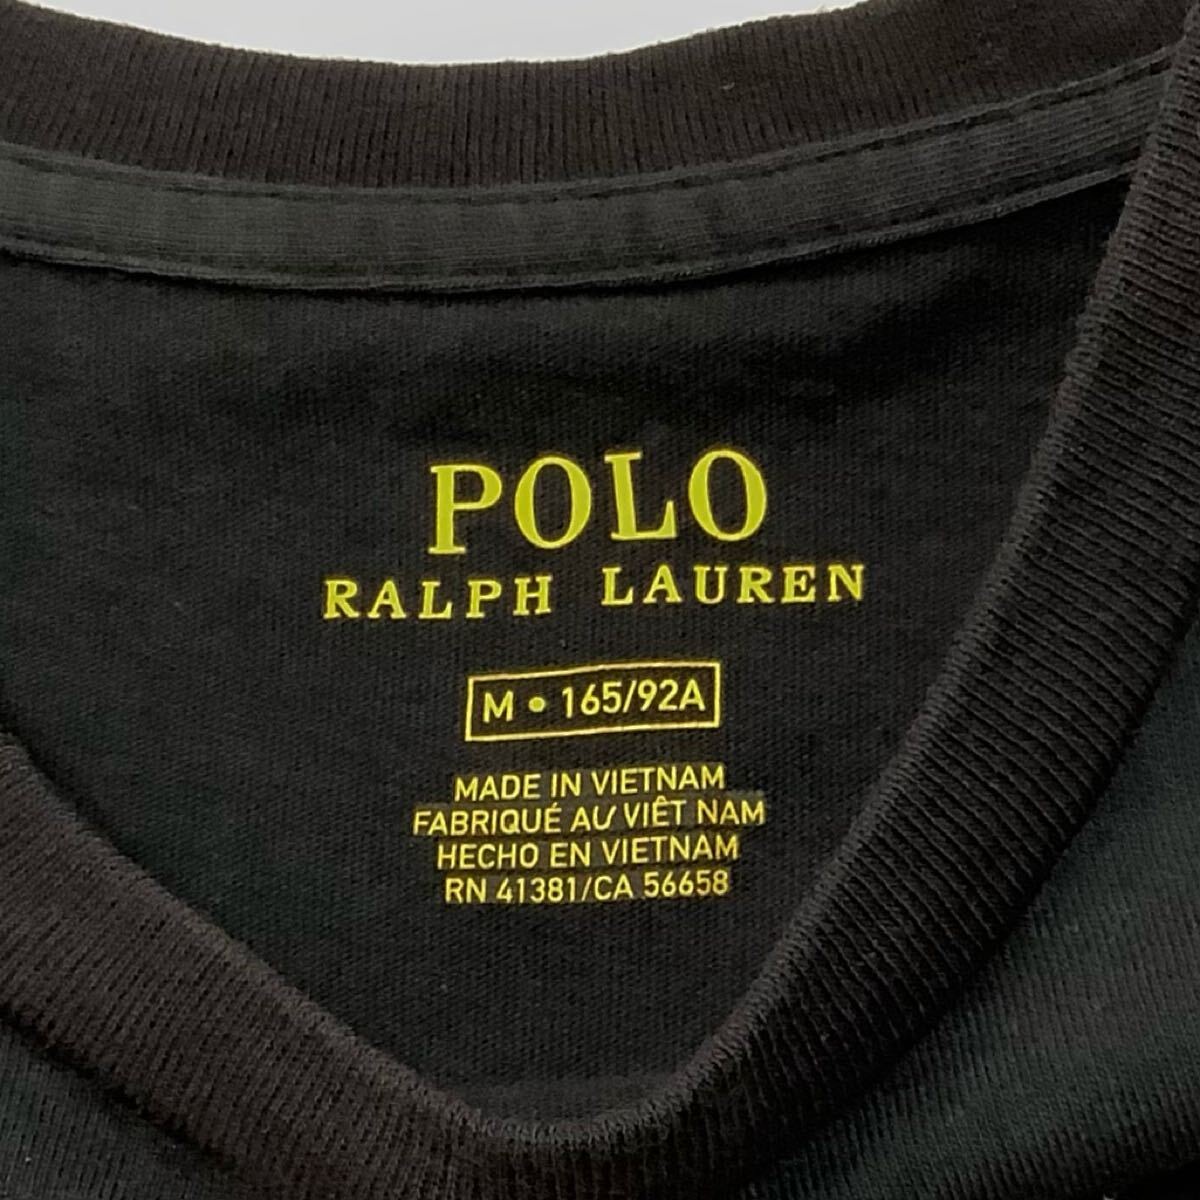 POLO
RALPH LAUREN
M • 165/92A
MADE IN VIETNAM
FABRIQUÉ AU VIÊT NAM
HECHO EN VIETNAM
RN 41381/CA 56658